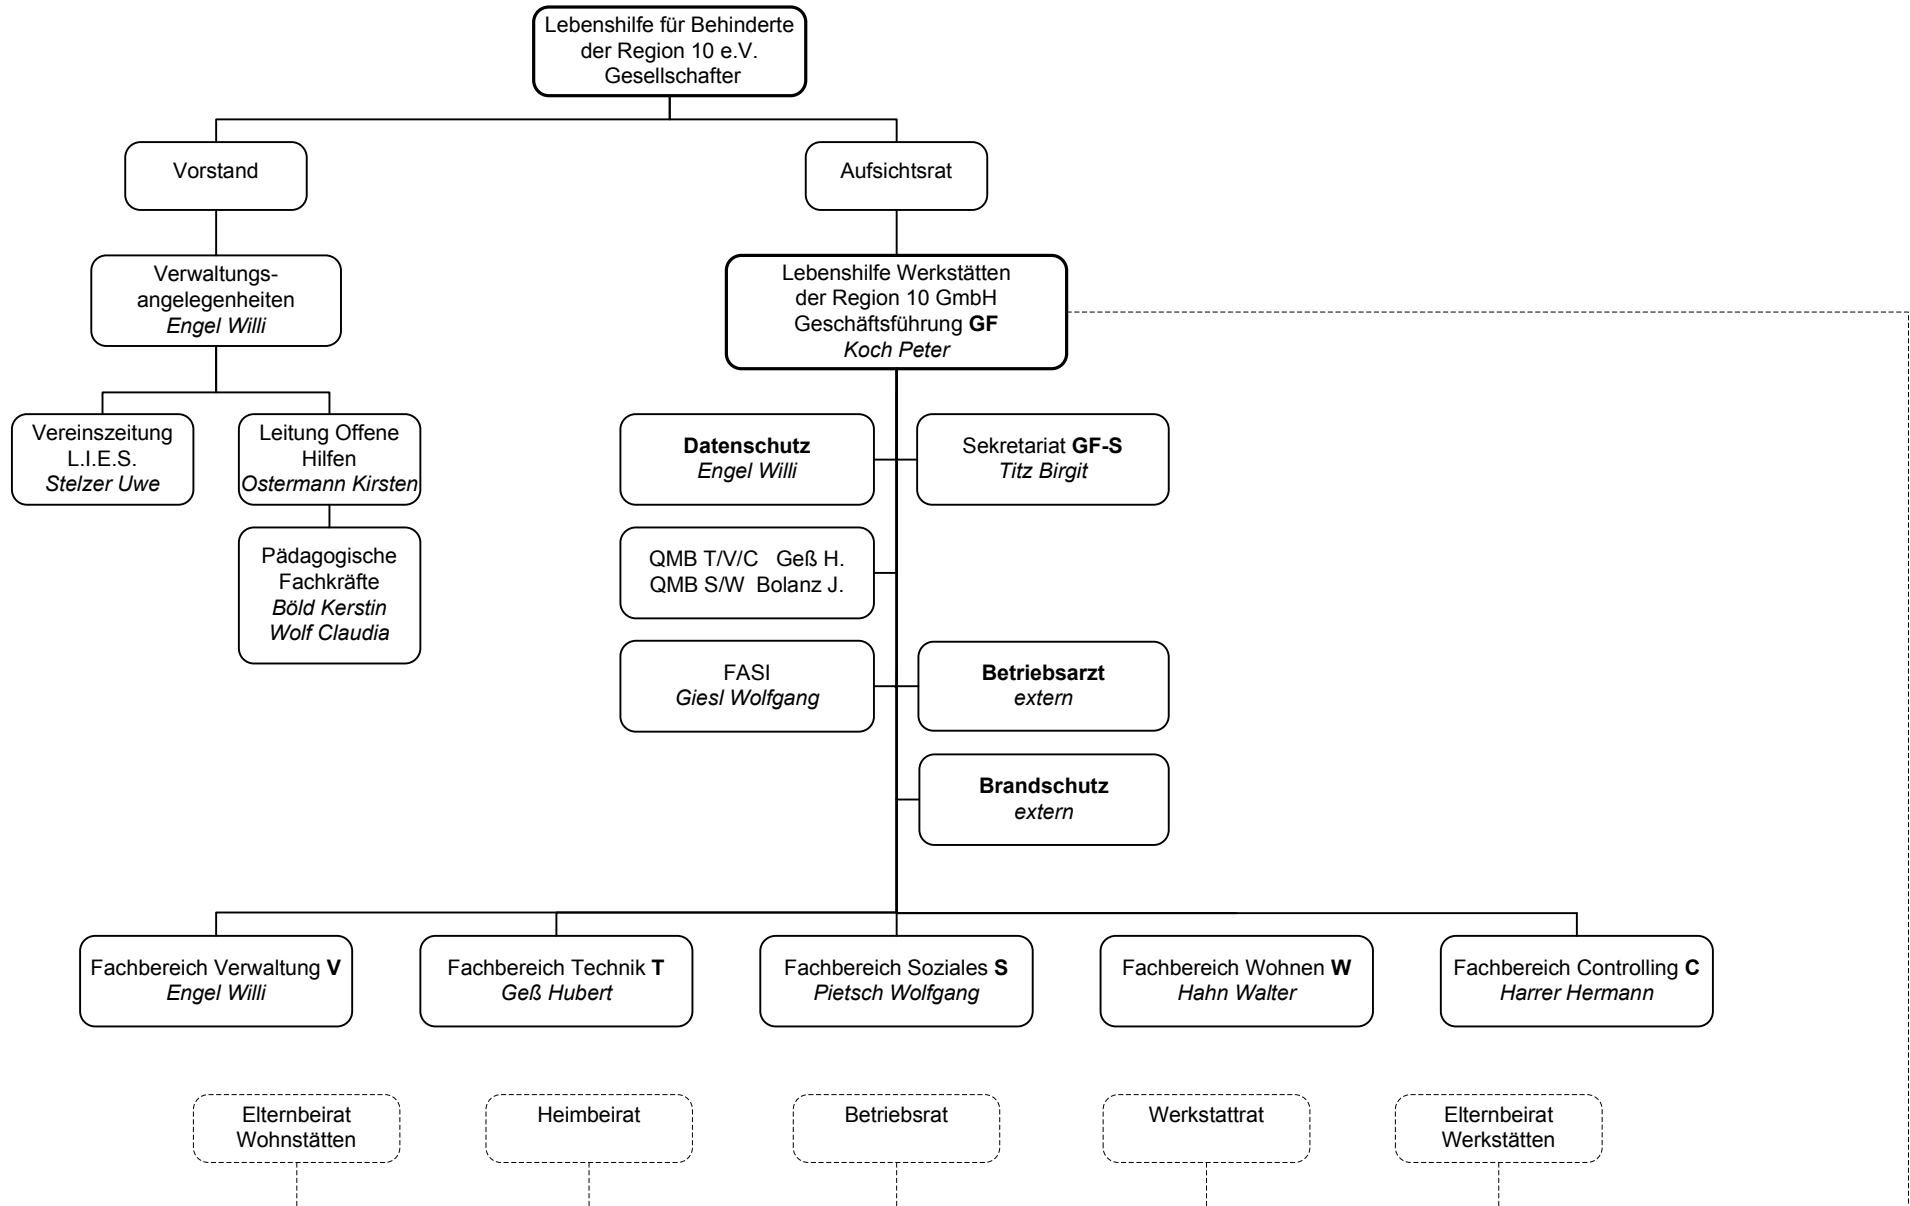 Lebenshilfe für Behinderte
der Region 10 e.V.
Gesellschafter
Vorstand
Aufsichtsrat
Verwaltungs-
angelegenheiten
Engel Willi
Lebenshilfe Werkstätten
der Region 10 GmbH
Geschäftsführung GF
Koch Peter
Vereinszeitung
L.I.E.S.
Stelzer Uwe
Leitung Offene
Hilfen
Ostermann Kirsten
Datenschutz
Engel Willi
Sekretariat GF-S
Titz Birgit
Pädagogische
Fachkräfte
Böld Kerstin
Wolf Claudia
QMB T/V/C Geß H.
QMB S/W Bolanz J.
FASI
Giesl Wolfgang
Betriebsarzt
extern
Brandschutz
extern
Fachbereich Verwaltung V
Engel Willi
Fachbereich Technik T
Geß Hubert
Fachbereich Soziales S
Pietsch Wolfgang
Fachbereich Wohnen W
Hahn Walter
Fachbereich Controlling C
Harrer Hermann
Elternbeirat
Wohnstätten
Heimbeirat
Betriebsrat
Werkstattrat
Elternbeirat
Werkstätten